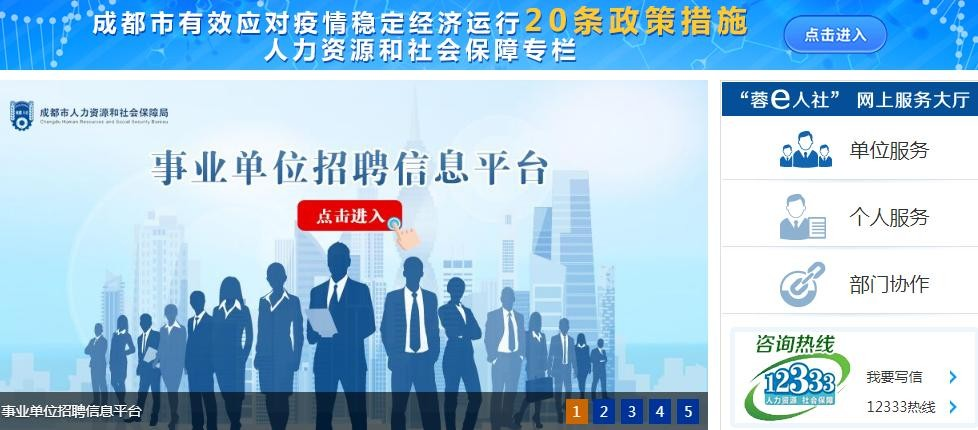 成都市有效应对疫情稳定经济运行20条政策措施
人力资源和社会保障专栏
点击进入
成都市人力资源和社会保障局
Chengdu Human Resources and Social Security Bureau
事业单位招聘信息平台
点击进入
事业单位招聘信息平台
1 2 3 4 5
“蓉e人社” 网上服务大厅
单位服务
个人服务
部门协作
咨询热线
12333
人力资源 社会保障
我要写信
12333热线